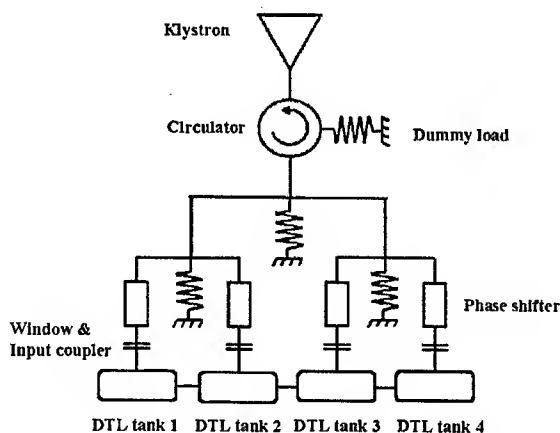 Klystron
Circulator
Dummy load
Phase shifter
Window &
Input coupler
DTL tank 1 DTL tank 2 DTL tank 3 DTL tank 4